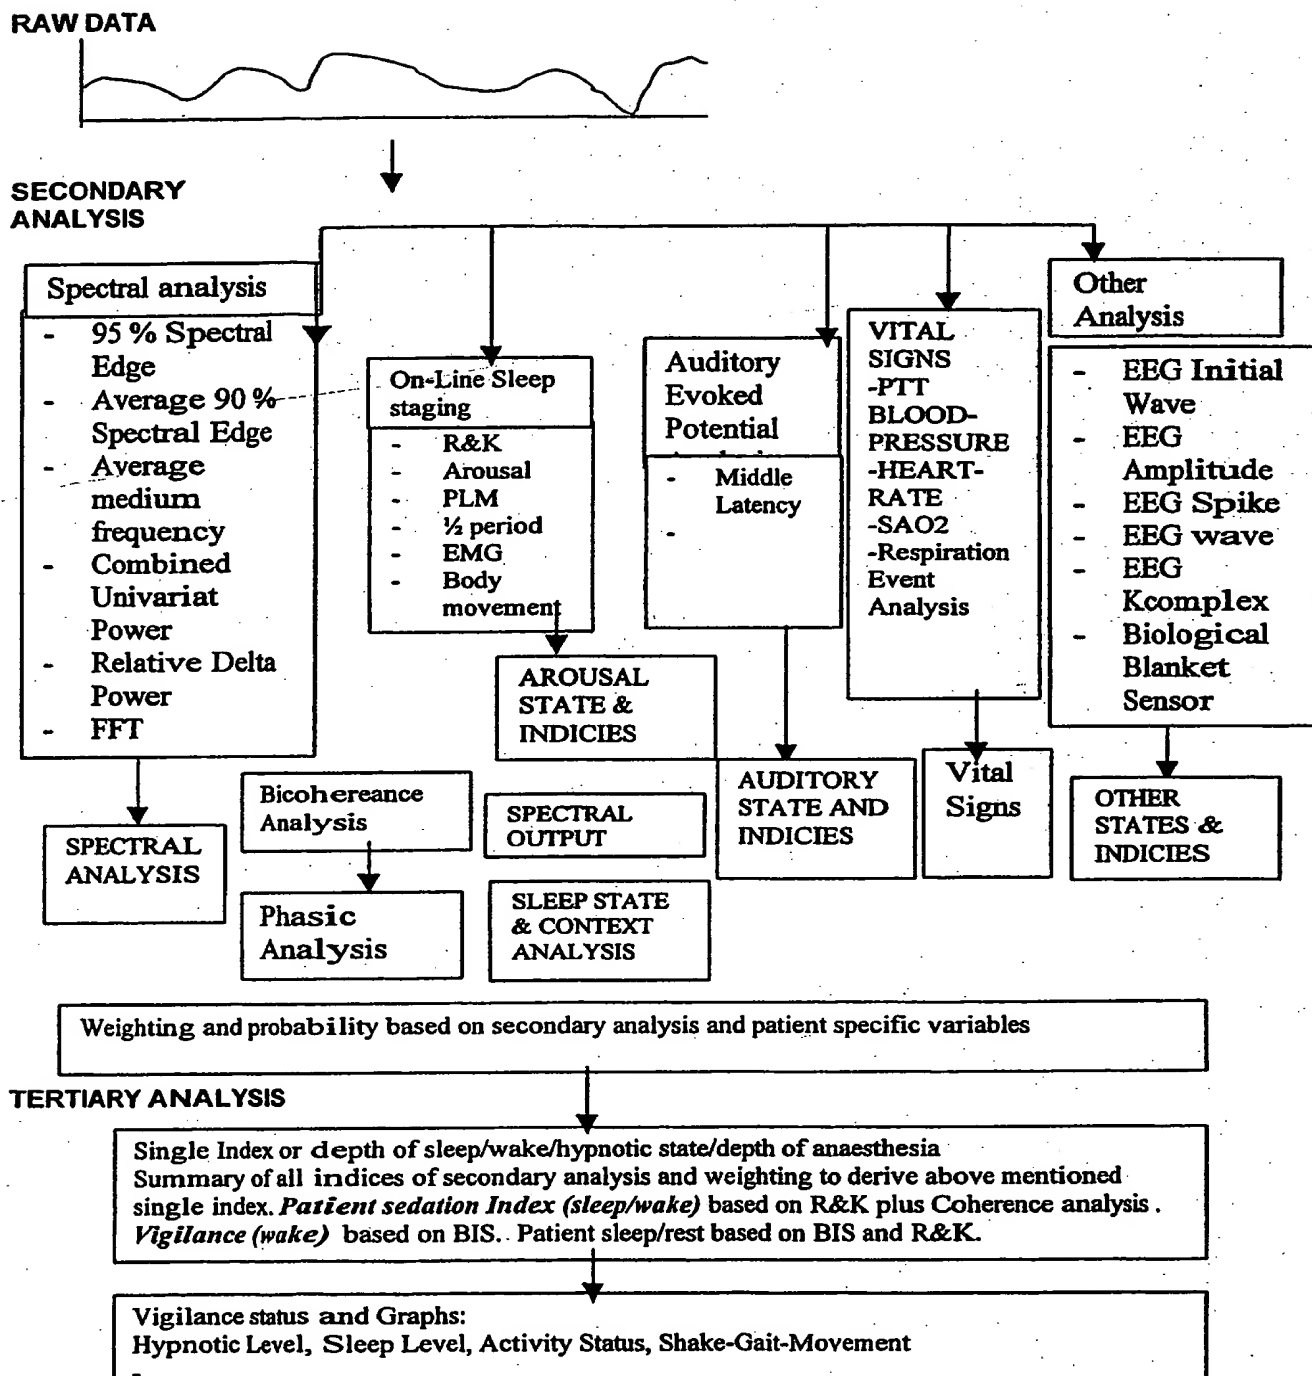 RAW DATA
SECONDARY
ANALYSIS
Spectral analysis
- 95 % Spectral
Edge
- Average 90 %
Spectral Edge
- Average
medium
frequency
- Combined
Univariat
Power
- Relative Delta
Power
- FFT
On-Line Sleep
staging
- R&K
- Arousal
- PLM
- ½ period
- EMG
- Body
movement
Auditory
Evoked
Potential
- Middle
Latency
-
VITAL
SIGNS
-PTT
BLOOD-
PRESSURE
-HEART-
RATE
-SAO2
-Respiration
Event
Analysis
Other
Analysis
- EEG Initial
Wave
- EEG
Amplitude
- EEG Spike
- EEG wave
- EEG
Kcomplex
- Biological
Blanket
Sensor
AROUSAL
STATE &
INDICIES
SPECTRAL
ANALYSIS
Bicohereance
Analysis
Phasic
Analysis
SPECTRAL
OUTPUT
SLEEP STATE
& CONTEXT
ANALYSIS
AUDITORY
STATE AND
INDICIES
Vital
Signs
OTHER
STATES &
INDICIES
Weighting and probability based on secondary analysis and patient specific variables
TERTIARY ANALYSIS
Single Index or depth of sleep/wake/hypnotic state/depth of anaesthesia
Summary of all indices of secondary analysis and weighting to derive above mentioned
single index. Patient sedation Index (sleep/wake) based on R&K plus Coherence analysis .
Vigilance (wake) based on BIS. Patient sleep/rest based on BIS and R&K.
Vigilance status and Graphs:
Hypnotic Level, Sleep Level, Activity Status, Shake-Gait-Movement
-